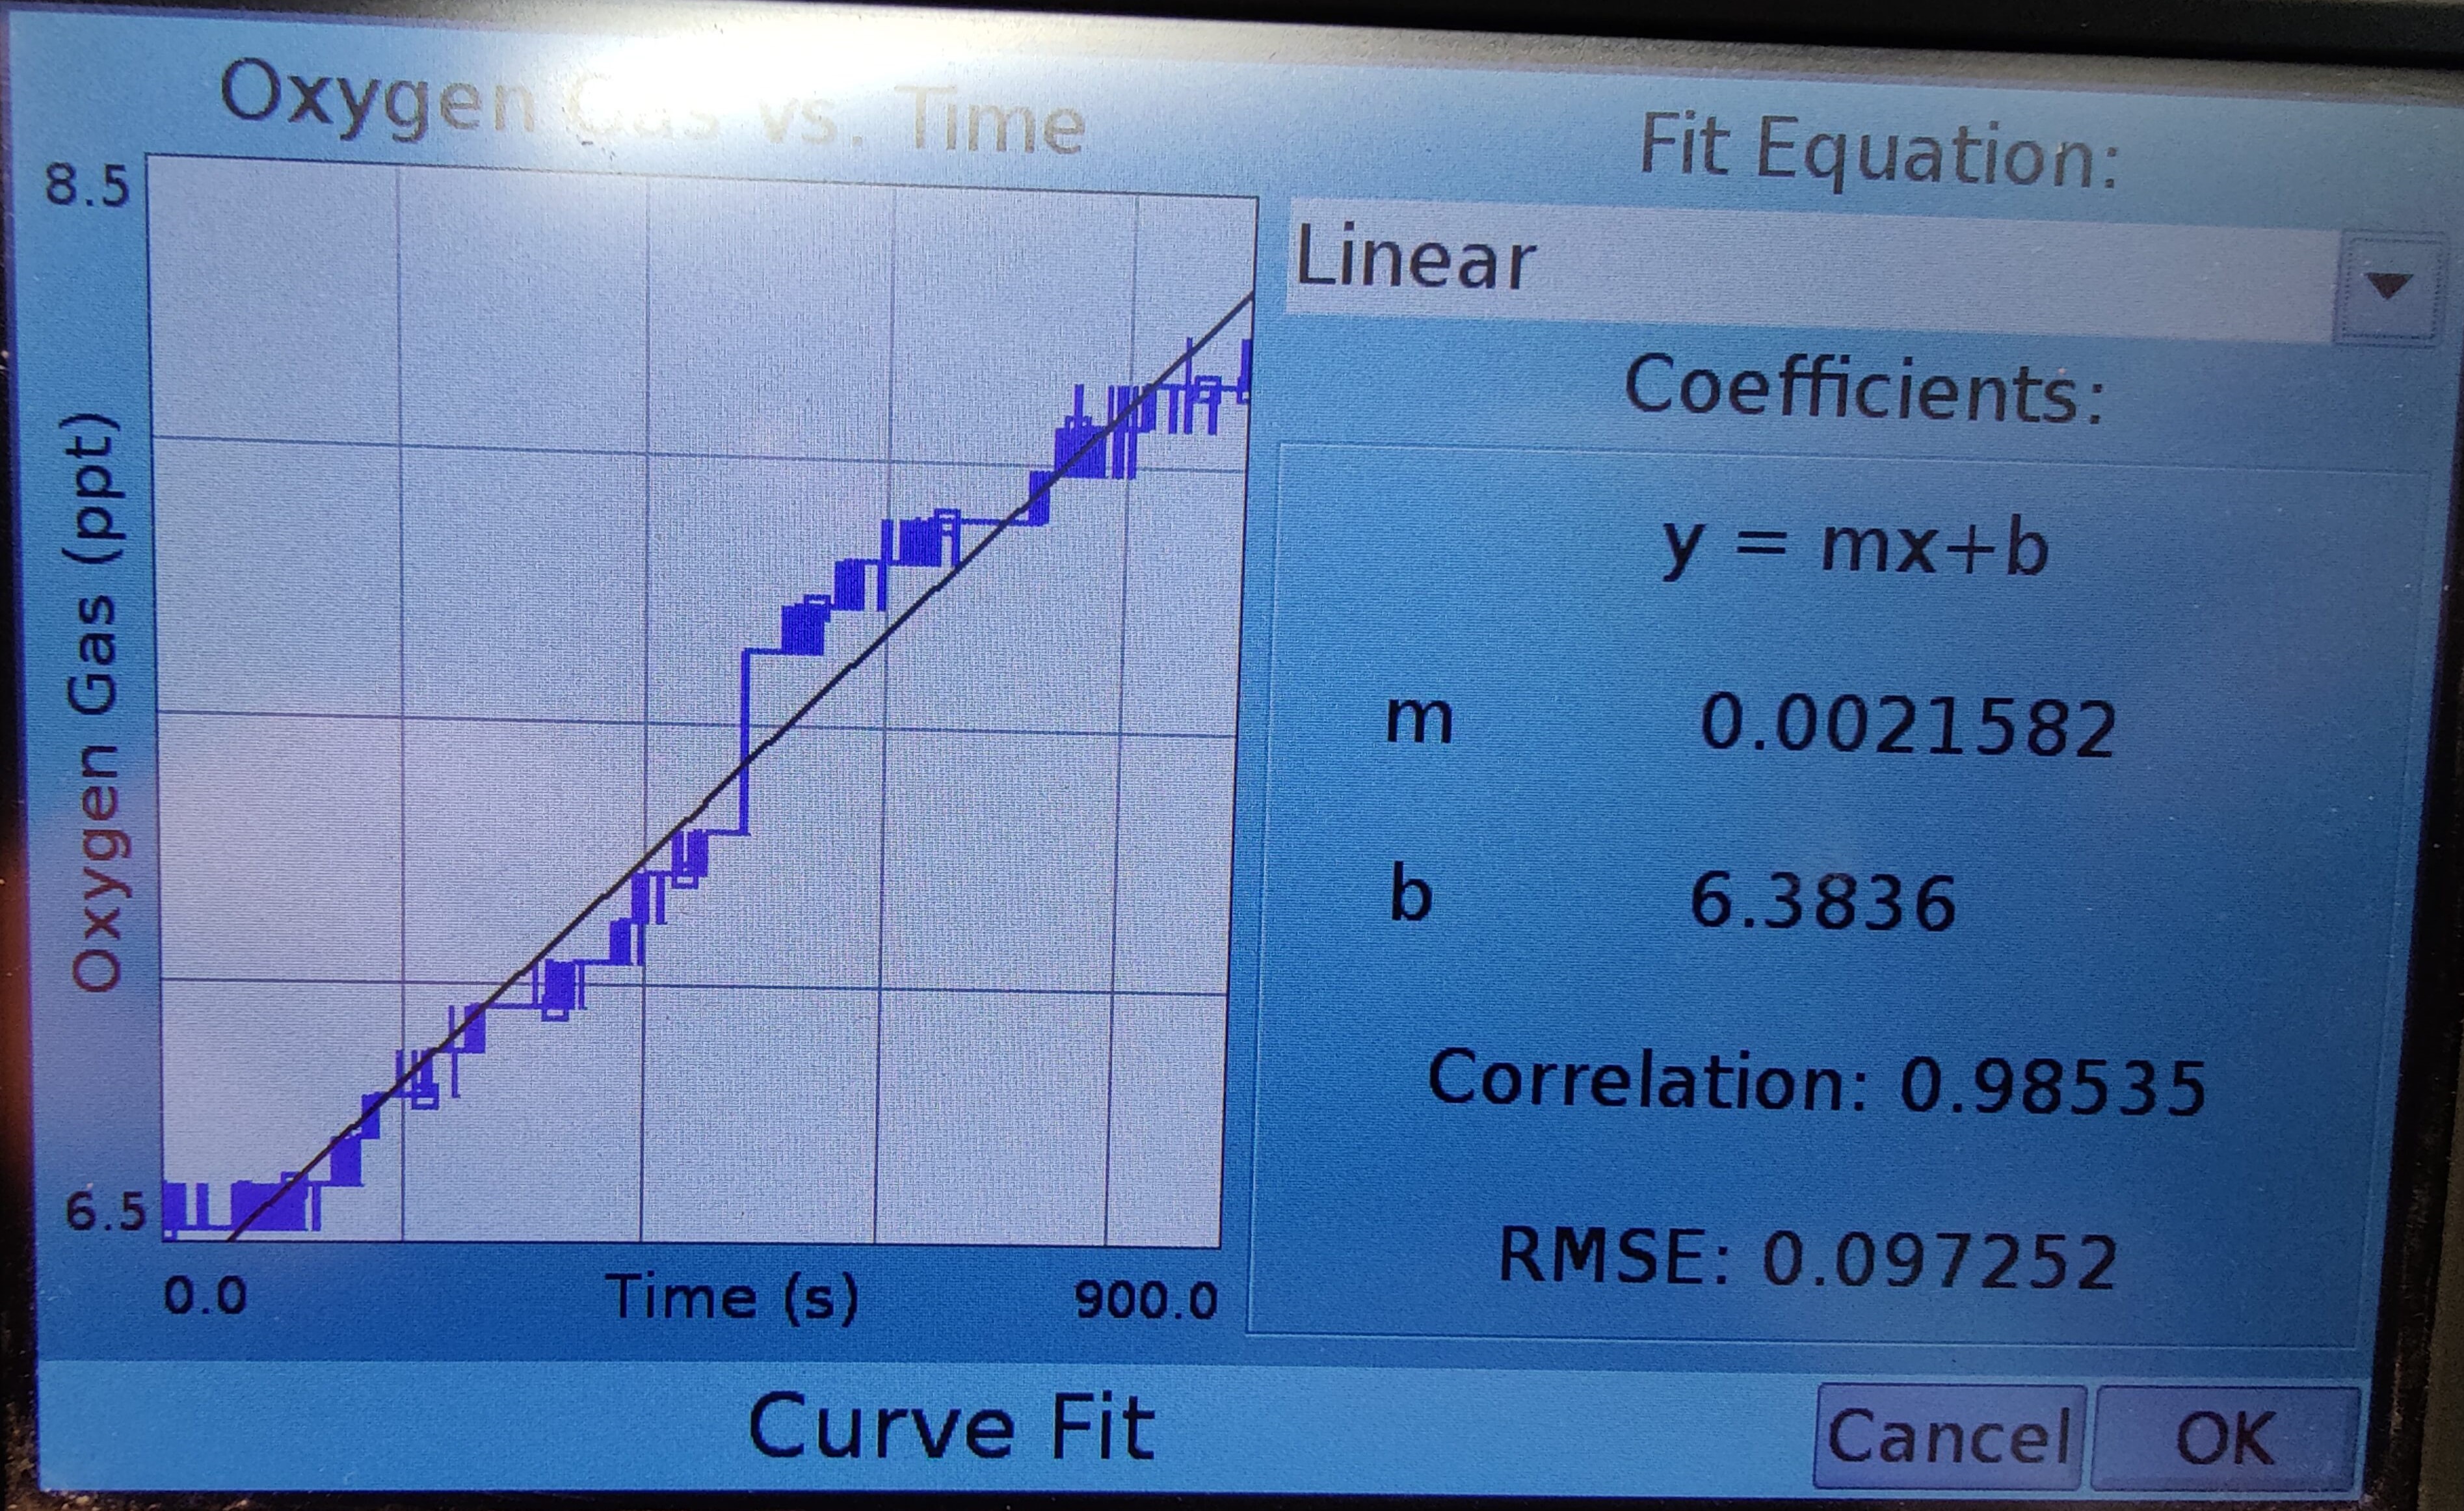 Oxygen Gas vs. Time
8.5
Oxygen Gas (ppt)
6.5
0.0
Time (s)
900.0
Fit Equation:
Linear
Coefficients:
y = mx+b
m 0.0021582
b 6.3836
Correlation: 0.98535
RMSE: 0.097252
Curve Fit
Cancel
OK